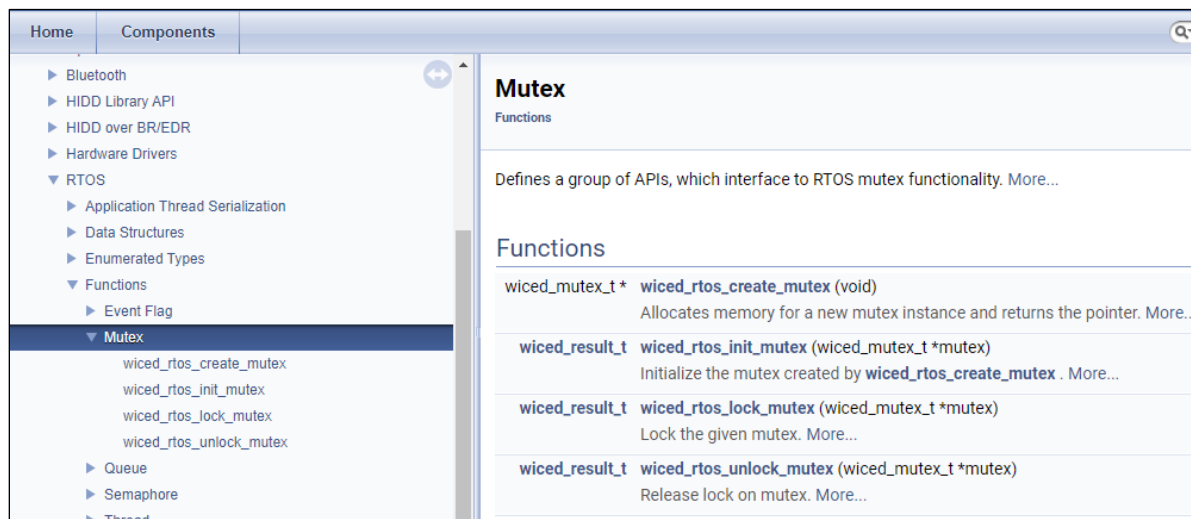 Home
Components
Bluetooth
HIDD Library API
HIDD over BR/EDR
Hardware Drivers
RTOS
Application Thread Serialization
Data Structures
Enumerated Types
Functions
Event Flag
Mutex
wiced_rtos_create_mutex
wiced_rtos_init_mutex
wiced_rtos_lock_mutex
wiced_rtos_unlock_mutex
Queue
Semaphore
Thread
Mutex
Functions
Defines a group of APIs, which interface to RTOS mutex functionality. More...
Functions
wiced_mutex_t * wiced_rtos_create_mutex (void)
Allocates memory for a new mutex instance and returns the pointer. More..
wiced_result_t wiced_rtos_init_mutex (wiced_mutex_t *mutex)
Initialize the mutex created by wiced_rtos_create_mutex . More...
wiced_result_t wiced_rtos_lock_mutex (wiced_mutex_t *mutex)
Lock the given mutex. More...
wiced_result_t wiced_rtos_unlock_mutex (wiced_mutex_t *mutex)
Release lock on mutex. More...